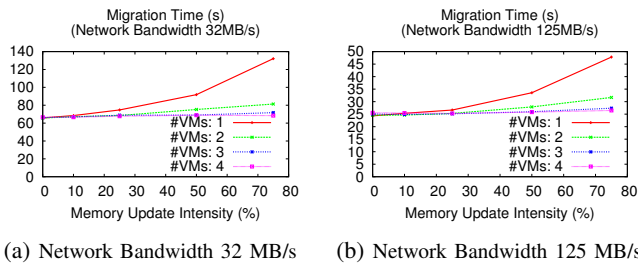 Migration Time (s)
(Network Bandwidth 32MB/s)
140
120
100
80
60
40
20
0
#VMs: 1
#VMs: 2
#VMs: 3
#VMs: 4
0 10 20 30 40 50 60 70 80
Memory Update Intensity (%)
(a) Network Bandwidth 32 MB/s
Migration Time (s)
(Network Bandwidth 125MB/s)
50
45
40
35
30
25
20
15
10
5
0
#VMs: 1
#VMs: 2
#VMs: 3
#VMs: 4
0 10 20 30 40 50 60 70 80
Memory Update Intensity (%)
(b) Network Bandwidth 125 MB/s